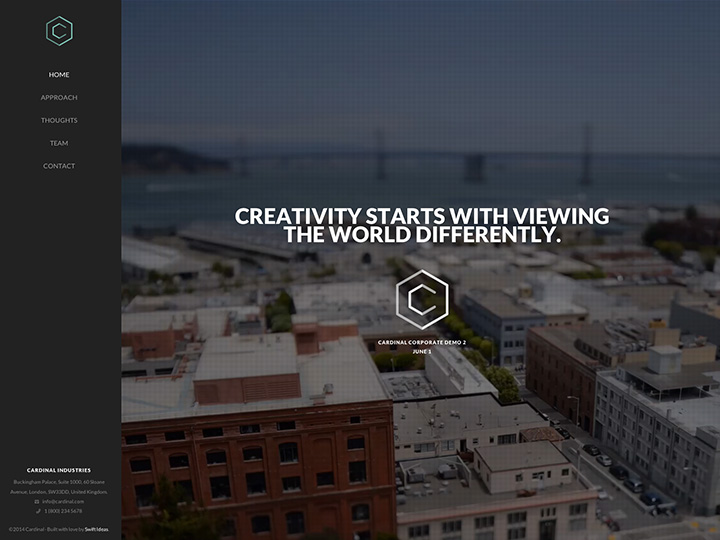 HOME
APPROACH
THOUGHTS
TEAM
CONTACT
CREATIVITY STARTS WITH VIEWING
THE WORLD DIFFERENTLY.
CARDINAL CORPORATE DEMO 2
JUNE 1
CARDINAL INDUSTRIES
Buckingham Palace, Suite 1000, 60 Sloane
Avenue, London, SW33DD, United Kingdom.
info@cardinal.com
1 (800) 234 5678
©2014 Cardinal · Built with love by Swift Ideas.